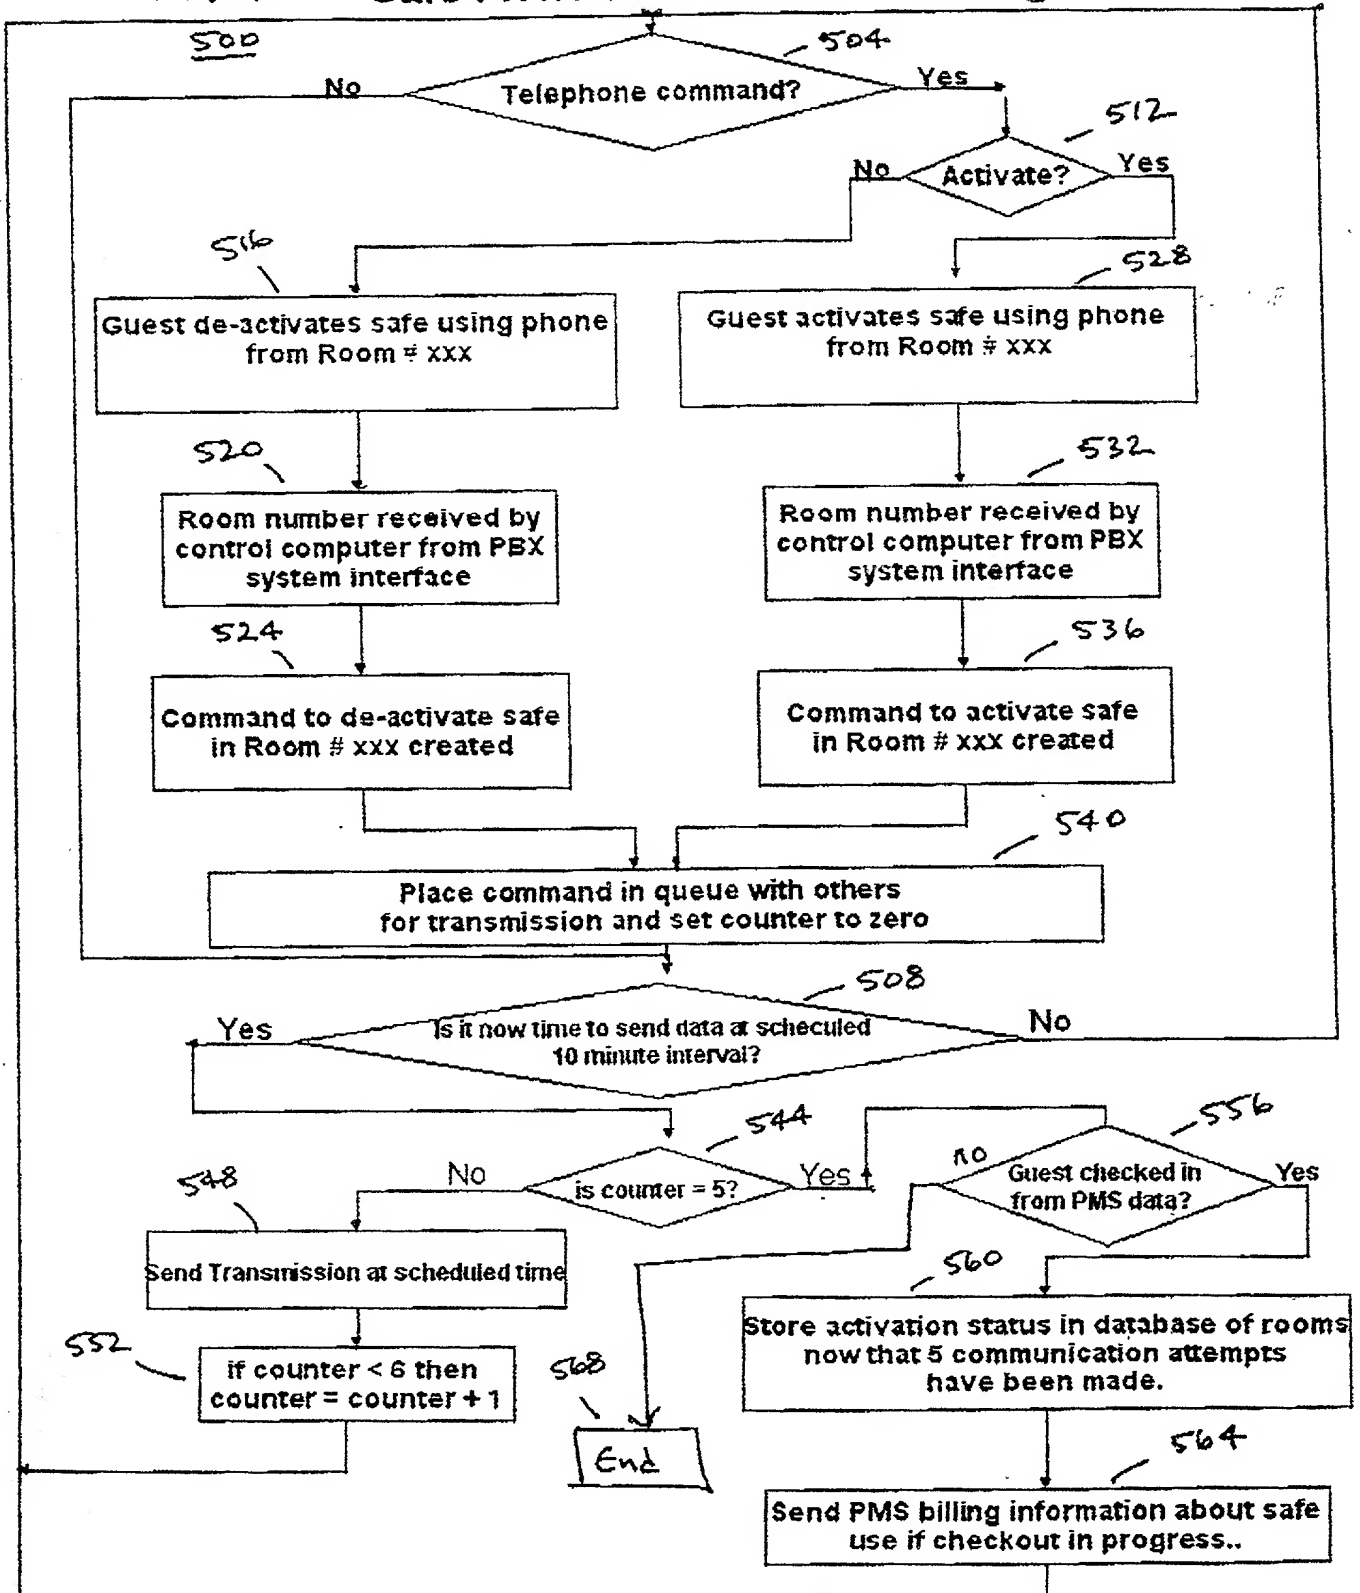 500
504
Telephone command?
No
Yes
512
Activate?
No
Yes
516
528
Guest de-activates safe using phone
from Room # xxx
Guest activates safe using phone
from Room # xxx
520
532
Room number received by
control computer from PBX
system interface
Room number received by
control computer from PBX
system interface
524
536
Command to de-activate safe
in Room # xxx created
Command to activate safe
in Room # xxx created
540
Place command in queue with others
for transmission and set counter to zero
508
Yes
Is it now time to send data at scheduled
10 minute interval?
No
544
556
548
No
is counter = 5?
Yes
no
Guest checked in
from PMS data?
Yes
Send Transmission at scheduled time
560
Store activation status in database of rooms
now that 5 communication attempts
have been made.
552
if counter < 6 then
counter = counter + 1
568
End
564
Send PMS billing information about safe
use if checkout in progress..